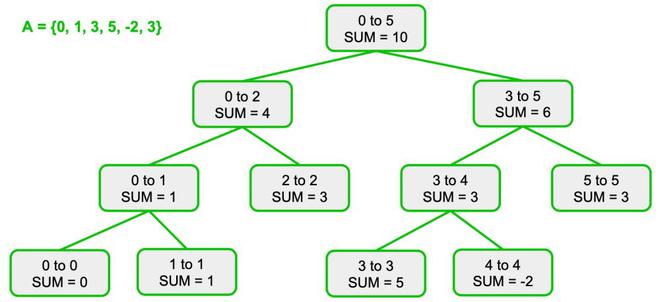 A = {0, 1, 3, 5, -2, 3}
0 to 5
SUM = 10
0 to 2
SUM = 4
3 to 5
SUM = 6
0 to 1
SUM = 1
2 to 2
SUM = 3
3 to 4
SUM = 3
5 to 5
SUM = 3
0 to 0
SUM = 0
1 to 1
SUM = 1
3 to 3
SUM = 5
4 to 4
SUM = -2